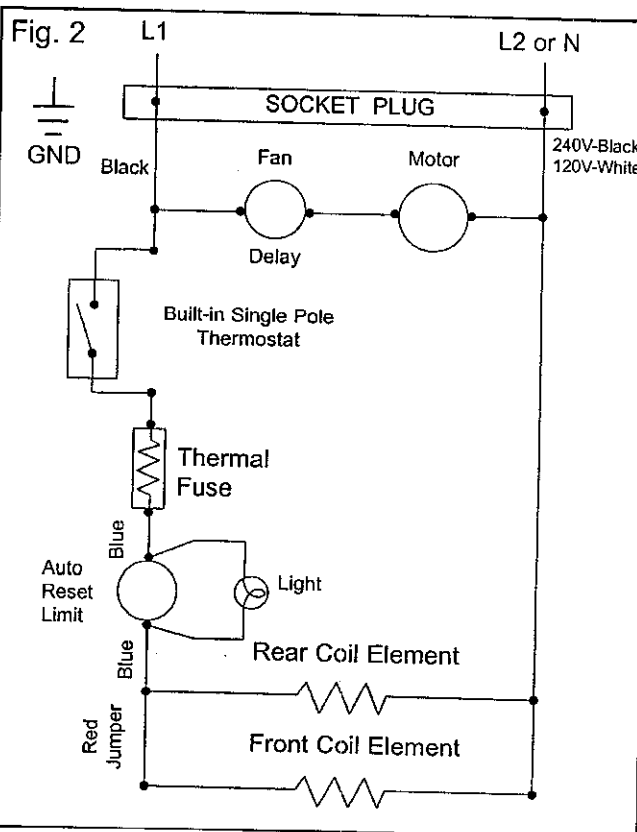 Fig. 2
L1
L2 or N
SOCKET PLUG
GND
Black
Fan
Motor
240V-Black
120V-White
Delay
Built-in Single Pole
Thermostat
Thermal
Fuse
Blue
Auto
Reset
Limit
Light
Blue
Rear Coil Element
Red
Jumper
Front Coil Element